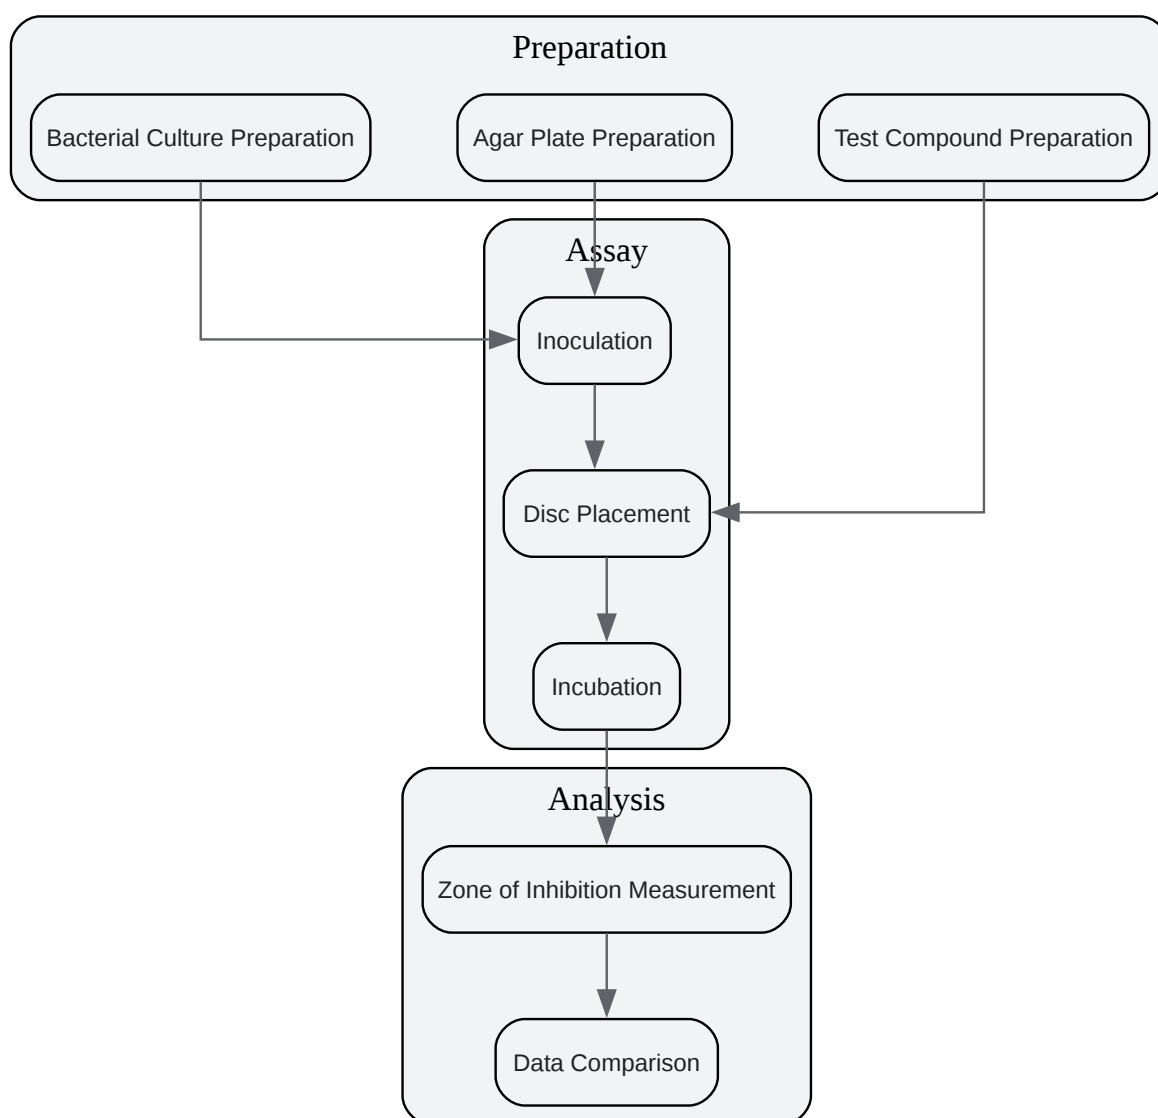 Preparation
Bacterial Culture Preparation
Agar Plate Preparation
Test Compound Preparation
Assay
Inoculation
Disc Placement
Incubation
Analysis
Zone of Inhibition Measurement
Data Comparison